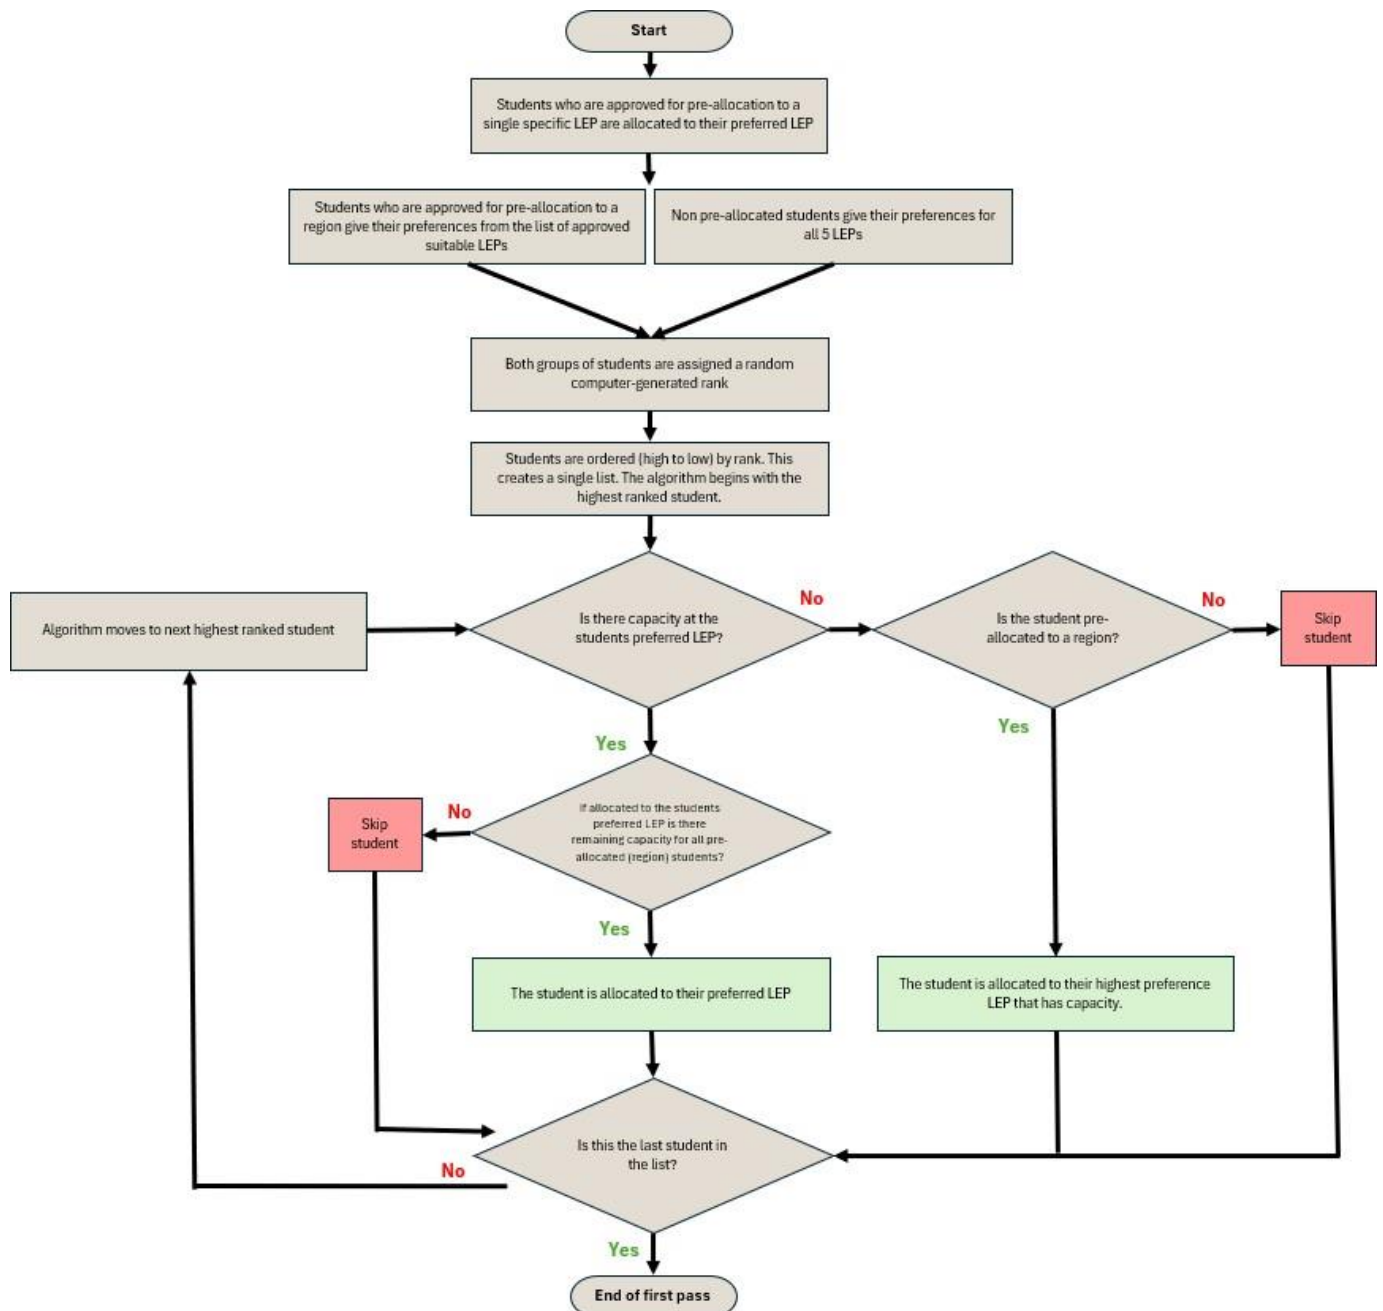 Start
Students who are approved for pre-allocation to a
single specific LEP are allocated to their preferred LEP
Students who are approved for pre-allocation to a
region give their preferences from the list of approved
suitable LEPs
Non pre-allocated students give their preferences for
all 5 LEPs
Both groups of students are assigned a random
computer-generated rank
Students are ordered (high to low) by rank. This
creates a single list. The algorithm begins with the
highest ranked student.
Algorithm moves to next highest ranked student
Is there capacity at the
students preferred LEP?
No
Is the student pre-
allocated to a region?
No
Skip
student
Yes
Yes
If allocated to the students
preferred LEP is there
remaining capacity for all pre-
allocated (region) students?
No
Skip
student
Yes
The student is allocated to their preferred LEP
The student is allocated to their highest preference
LEP that has capacity.
Is this the last student in
the list?
No
Yes
End of first pass